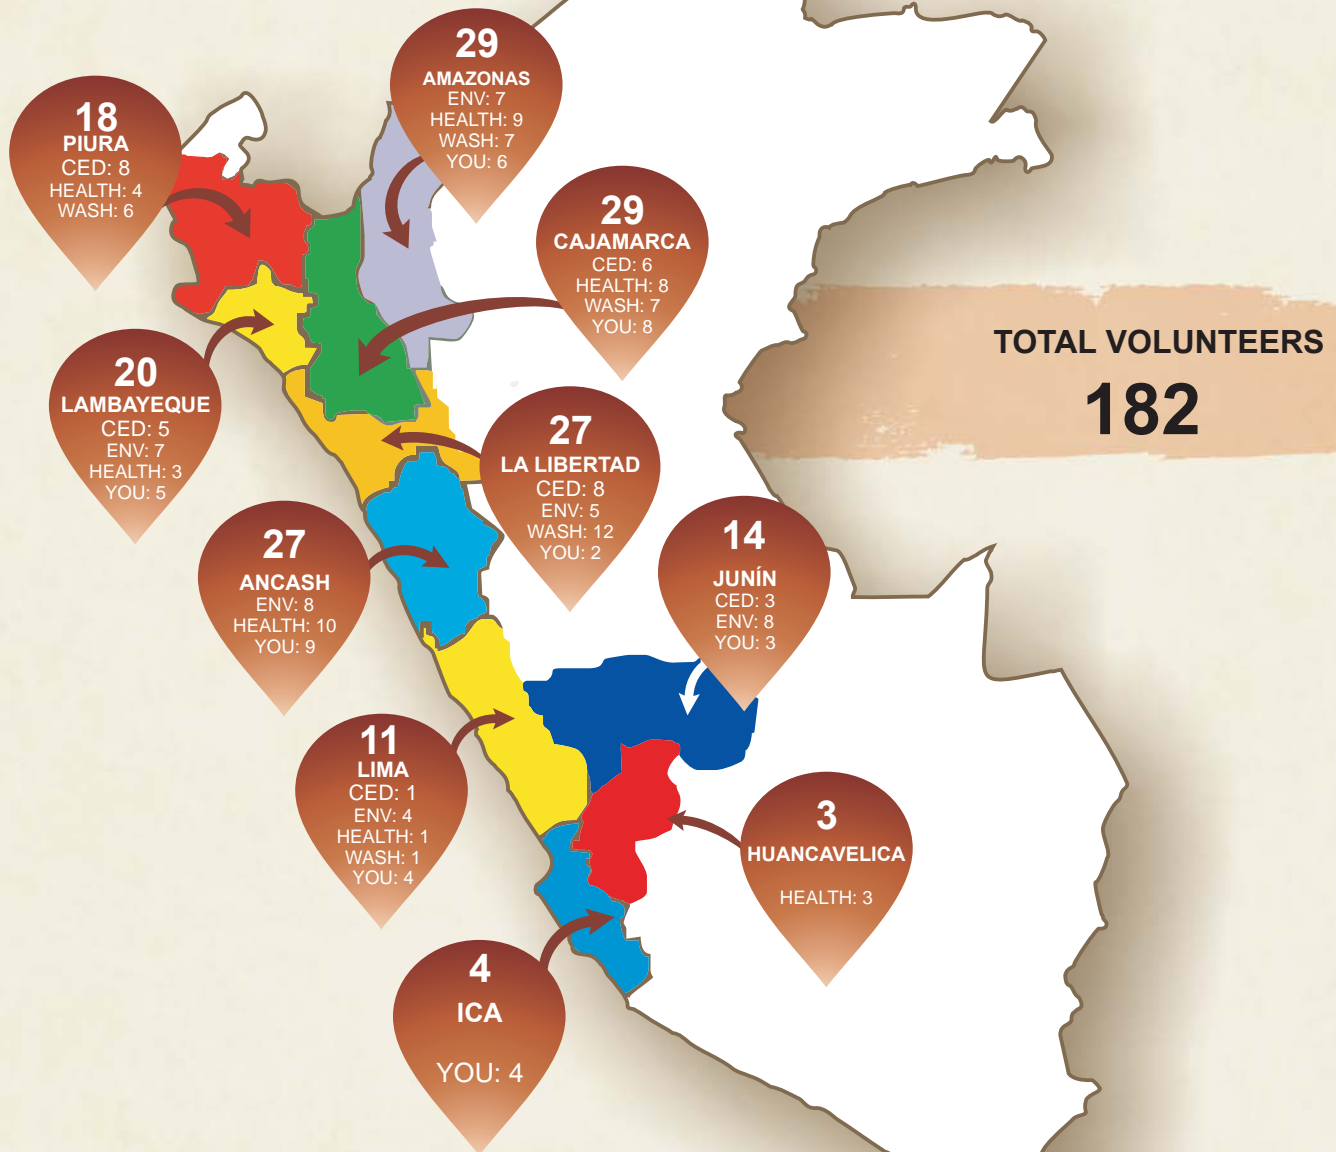 29
AMAZONAS
ENV: 7
HEALTH: 9
WASH: 7
YOU: 6
18
PIURA
CED: 8
HEALTH: 4
WASH: 6
29
CAJAMARCA
CED: 6
HEALTH: 8
WASH: 7
YOU: 8
TOTAL VOLUNTEERS
182
20
LAMBAYEQUE
CED: 5
ENV: 7
HEALTH: 3
YOU: 5
27
LA LIBERTAD
CED: 8
ENV: 5
WASH: 12
YOU: 2
27
ANCASH
ENV: 8
HEALTH: 10
YOU: 9
14
JUNÍN
CED: 3
ENV: 8
YOU: 3
11
LIMA
CED: 1
ENV: 4
HEALTH: 1
WASH: 1
YOU: 4
3
HUANCAVELICA
HEALTH: 3
4
ICA
YOU: 4